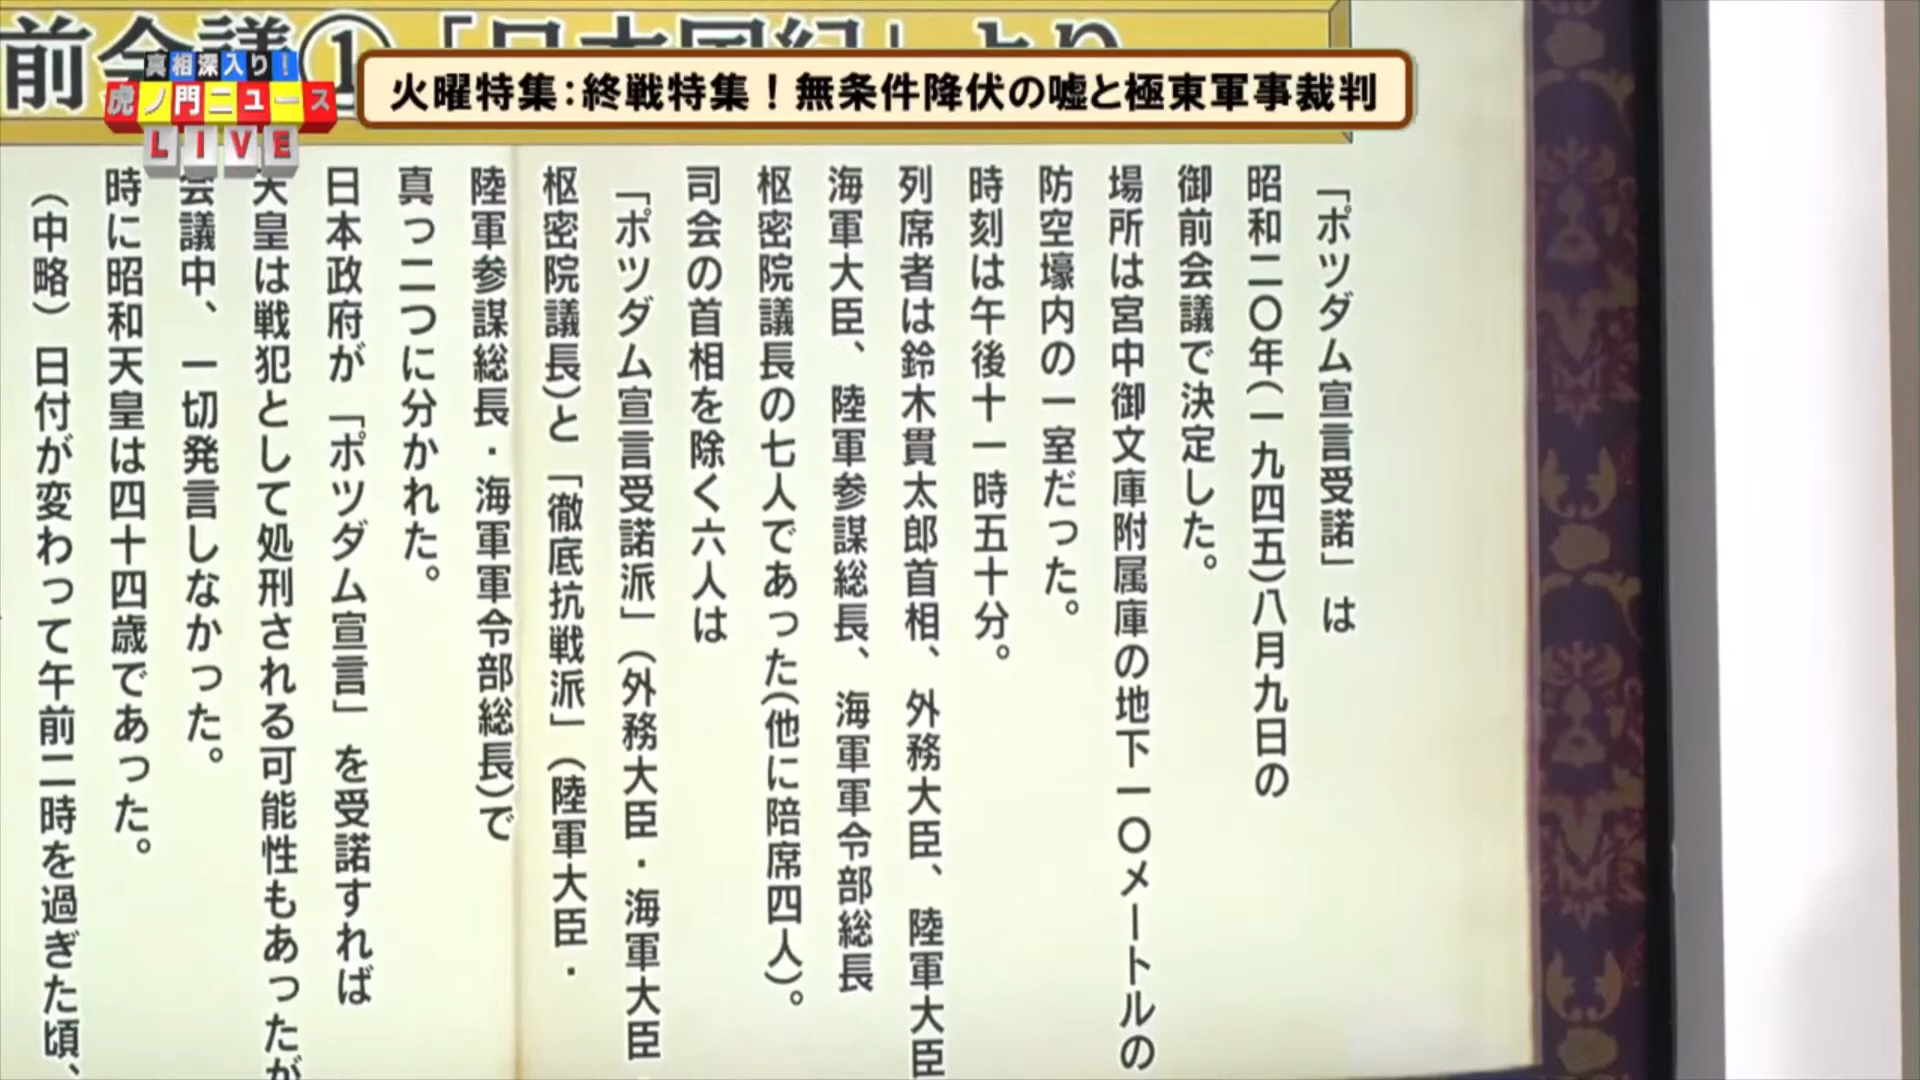 前会議①「日本国紀」より
真相深入り！
虎ノ門ニュース
LIVE
火曜特集：終戦特集！無条件降伏の嘘と極東軍事裁判
「ポツダム宣言受諾」は
昭和二〇年(一九四五)八月九日の
御前会議で決定した。
場所は宮中御文庫附属庫の地下一〇メートルの
防空壕内の一室だった。
時刻は午後十一時五十分。
列席者は鈴木貫太郎首相、外務大臣、陸軍大臣
海軍大臣、陸軍参謀総長、海軍軍令部総長
枢密院議長の七人であった(他に陪席四人)。
司会の首相を除く六人は
「ポツダム宣言受諾派」(外務大臣・海軍大臣
枢密院議長)と「徹底抗戦派」(陸軍大臣・
陸軍参謀総長・海軍軍令部総長)で
真っ二つに分かれた。
日本政府が「ポツダム宣言」を受諾すれば
天皇は戦犯として処刑される可能性もあったが
会議中、一切発言しなかった。
時に昭和天皇は四十四歳であった。
(中略)日付が変わって午前二時を過ぎた頃、